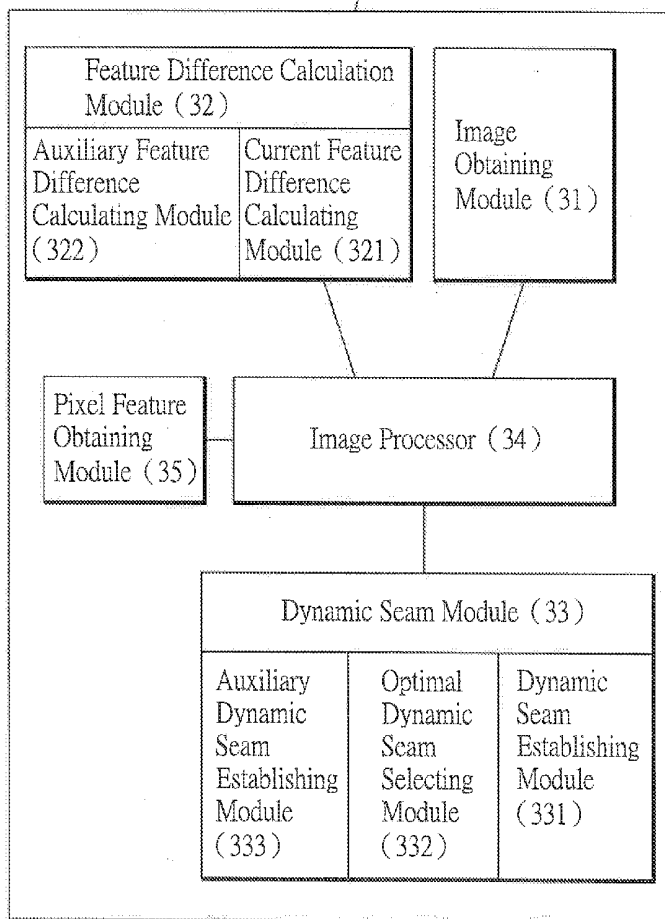 Feature Difference Calculation
Module (32)
Auxiliary Feature
Difference
Calculating Module
(322)
Current Feature
Difference
Calculating
Module (321)
Image
Obtaining
Module (31)
Pixel Feature
Obtaining
Module (35)
Image Processor (34)
Dynamic Seam Module (33)
Auxiliary
Dynamic
Seam
Establishing
Module
(333)
Optimal
Dynamic
Seam
Selecting
Module
(332)
Dynamic
Seam
Establishing
Module
(331)